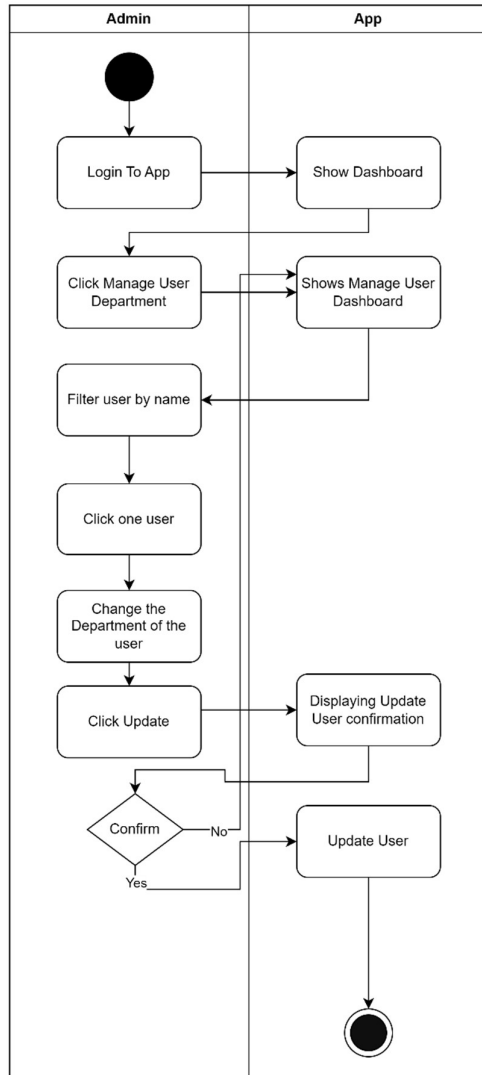 Admin
App
Login To App
Show Dashboard
Click Manage User
Department
Shows Manage User
Dashboard
Filter user by name
Click one user
Change the
Department of the
user
Click Update
Displaying Update
User confirmation
Confirm
No
Yes
Update User